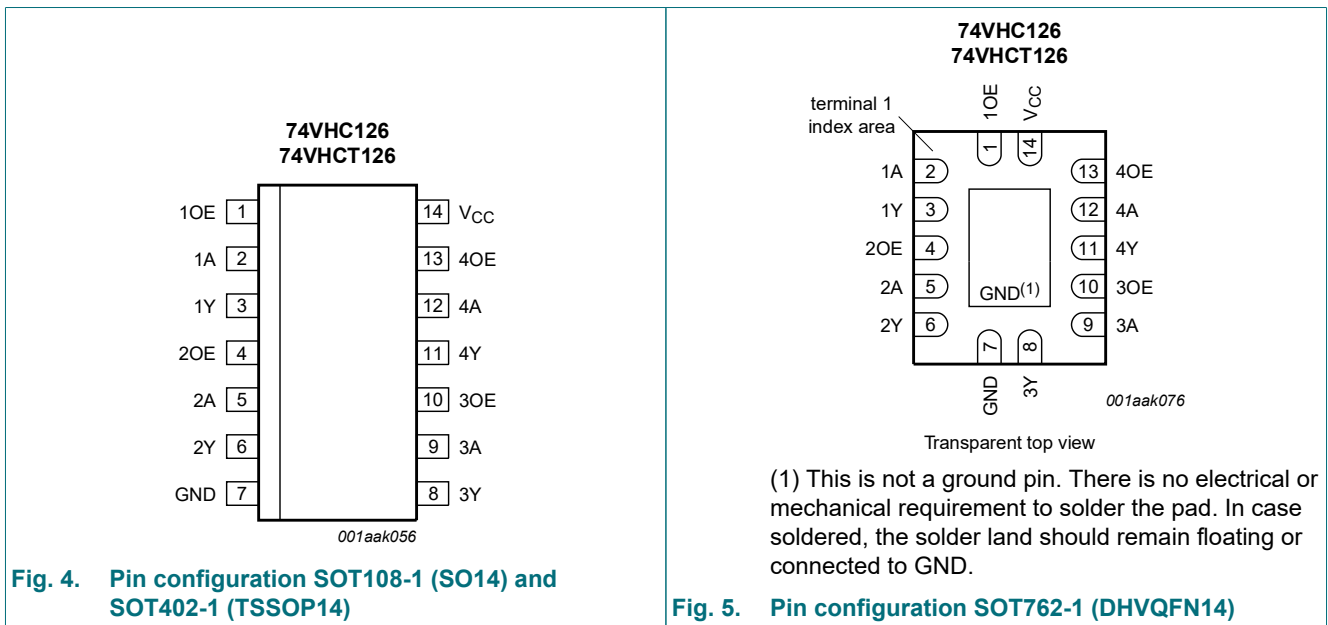 74VHC126
74VHCT126
1OE 1
1A 2
1Y 3
2OE 4
2A 5
2Y 6
GND 7
14 VCC
13 4OE
12 4A
11 4Y
10 3OE
9 3A
8 3Y
001aak056
Fig. 4. Pin configuration SOT108-1 (SO14) and
SOT402-1 (TSSOP14)
74VHC126
74VHCT126
terminal 1
index area
1OE
VCC
1
14
1A 2
1Y 3
2OE 4
2A 5
2Y 6
13 4OE
12 4A
11 4Y
10 3OE
9 3A
GND(1)
7
8
GND
3Y
001aak076
Transparent top view
(1) This is not a ground pin. There is no electrical or
mechanical requirement to solder the pad. In case
soldered, the solder land should remain floating or
connected to GND.
Fig. 5. Pin configuration SOT762-1 (DHVQFN14)